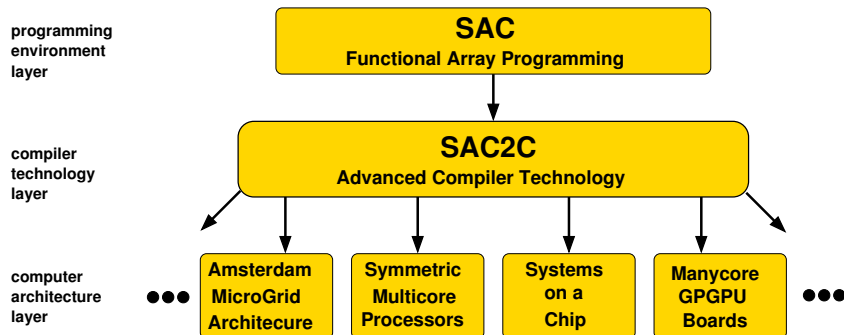 programming
environment
layer
SAC
Functional Array Programming
compiler
technology
layer
SAC2C
Advanced Compiler Technology
computer
architecture
layer
Amsterdam
MicroGrid
Architecure
Symmetric
Multicore
Processors
Systems
on a
Chip
Manycore
GPGPU
Boards